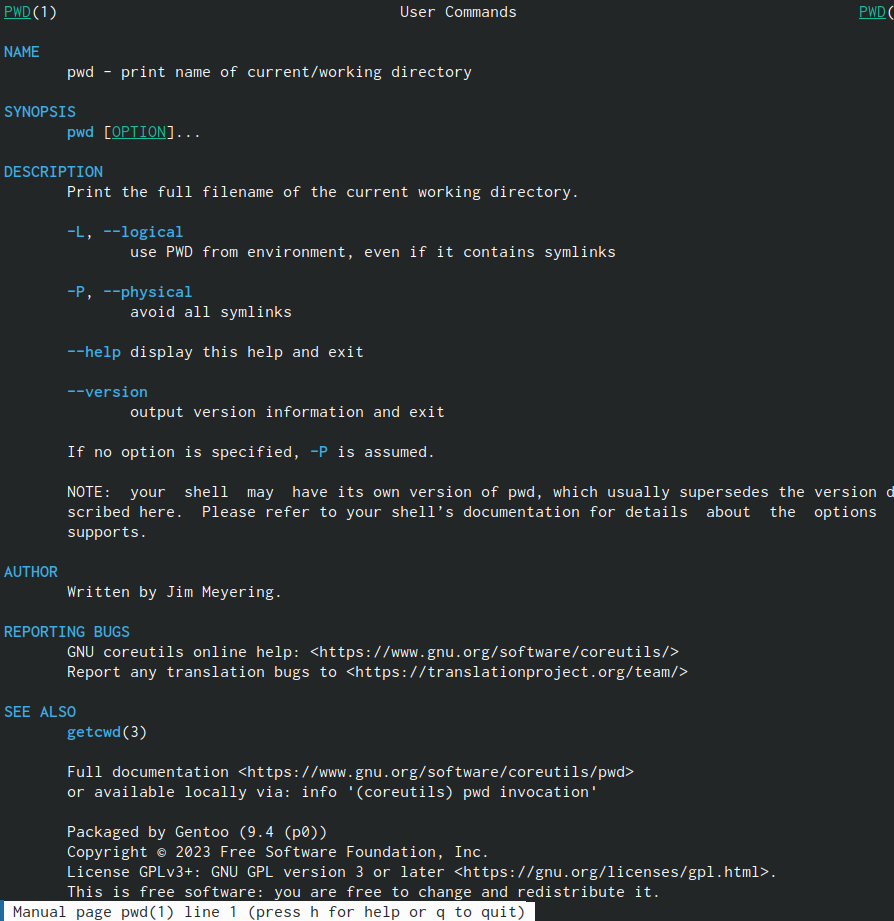 PWD(1) User Commands PWD(
NAME
pwd - print name of current/working directory
SYNOPSIS
pwd [OPTION]...
DESCRIPTION
Print the full filename of the current working directory.
-L, --logical
use PWD from environment, even if it contains symlinks
-P, --physical
avoid all symlinks
--help display this help and exit
--version
output version information and exit
If no option is specified, -P is assumed.
NOTE: your shell may have its own version of pwd, which usually supersedes the version d
scribed here. Please refer to your shell’s documentation for details about the options
supports.
AUTHOR
Written by Jim Meyering.
REPORTING BUGS
GNU coreutils online help: <https://www.gnu.org/software/coreutils/>
Report any translation bugs to <https://translationproject.org/team/>
SEE ALSO
getcwd(3)
Full documentation <https://www.gnu.org/software/coreutils/pwd>
or available locally via: info '(coreutils) pwd invocation'
Packaged by Gentoo (9.4 (p0))
Copyright © 2023 Free Software Foundation, Inc.
License GPLv3+: GNU GPL version 3 or later <https://gnu.org/licenses/gpl.html>.
This is free software: you are free to change and redistribute it.
Manual page pwd(1) line 1 (press h for help or q to quit)